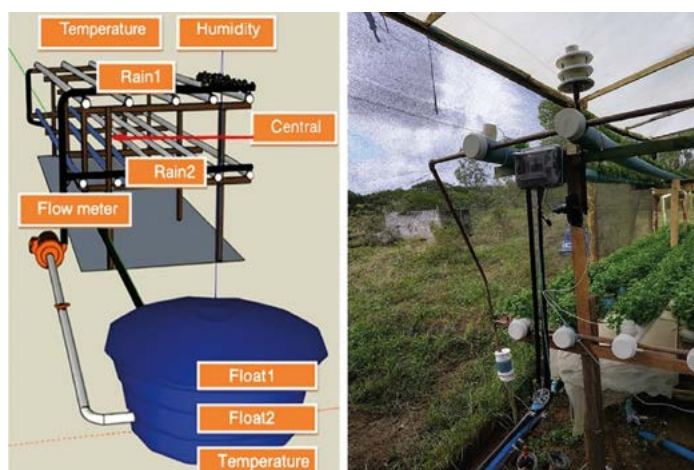 Temperature
Humidity
Rain1
Central
Rain2
Flow meter
Float1
Float2
Temperature